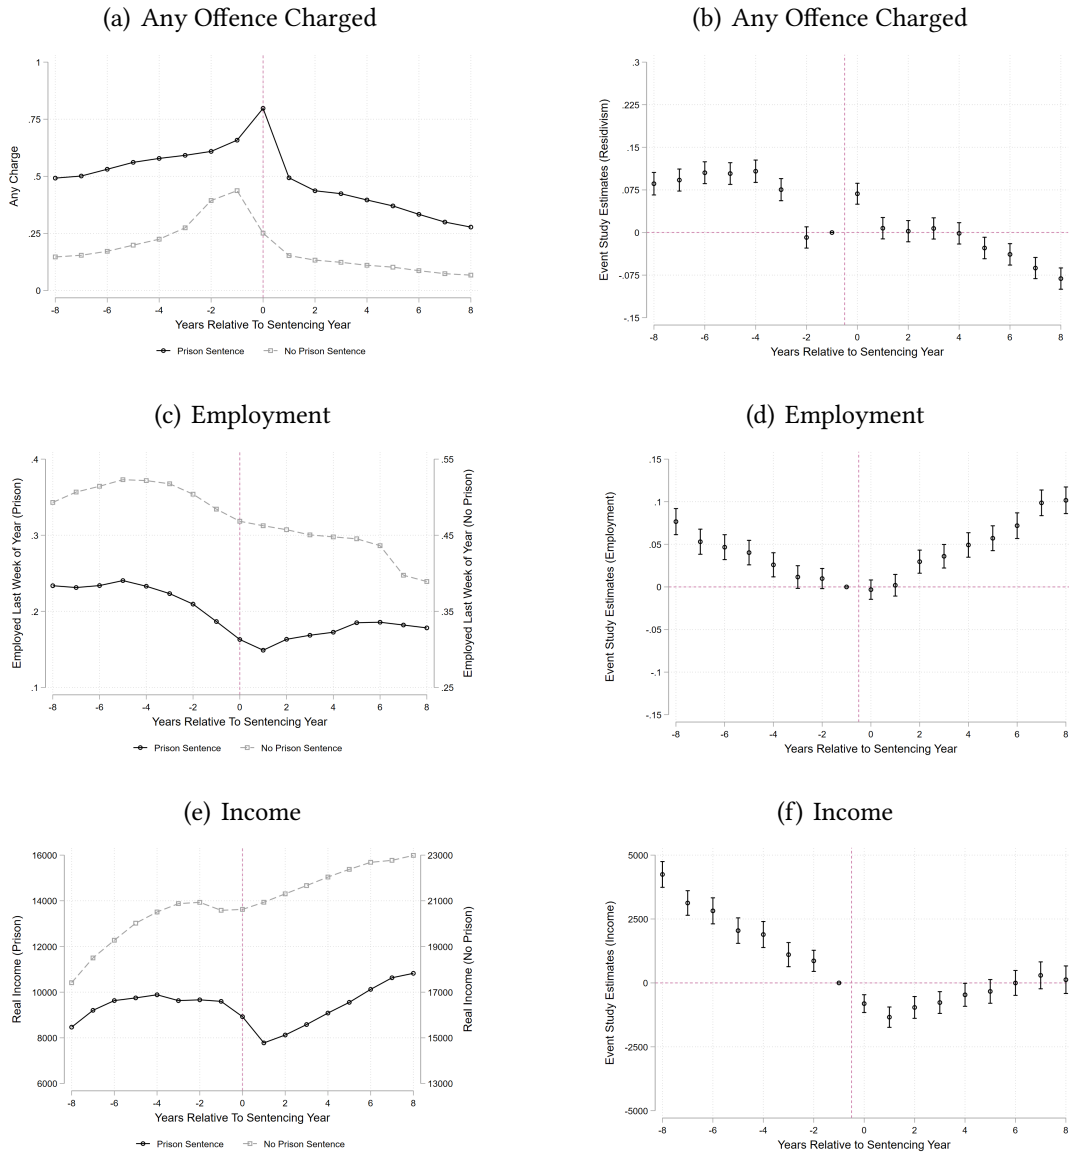 (a) Any Offence Charged
Any Charge
1
.75
.5
.25
0
-8 -6 -4 -2 0 2 4 6 8
Years Relative To Sentencing Year
Prison Sentence No Prison Sentence
(b) Any Offence Charged
Event Study Estimates (Residivism)
.3
.225
.15
.075
0
-.075
-.15
-8 -6 -4 -2 0 2 4 6 8
Years Relative to Sentencing Year
(c) Employment
Employed Last Week of Year (Prison)
.4
.3
.2
.1
.55
.45
.35
.25
Employed Last Week of Year (No Prison)
-8 -6 -4 -2 0 2 4 6 8
Years Relative To Sentencing Year
Prison Sentence No Prison Sentence
(d) Employment
Event Study Estimates (Employment)
.15
.1
.05
0
-.05
-.1
-.15
-8 -6 -4 -2 0 2 4 6 8
Years Relative to Sentencing Year
(e) Income
Real Income (Prison)
16000
14000
12000
10000
8000
6000
23000
21000
19000
17000
15000
13000
Real Income (No Prison)
-8 -6 -4 -2 0 2 4 6 8
Years Relative To Sentencing Year
Prison Sentence No Prison Sentence
(f) Income
Event Study Estimates (Income)
5000
2500
0
-2500
-5000
-8 -6 -4 -2 0 2 4 6 8
Years Relative to Sentencing Year